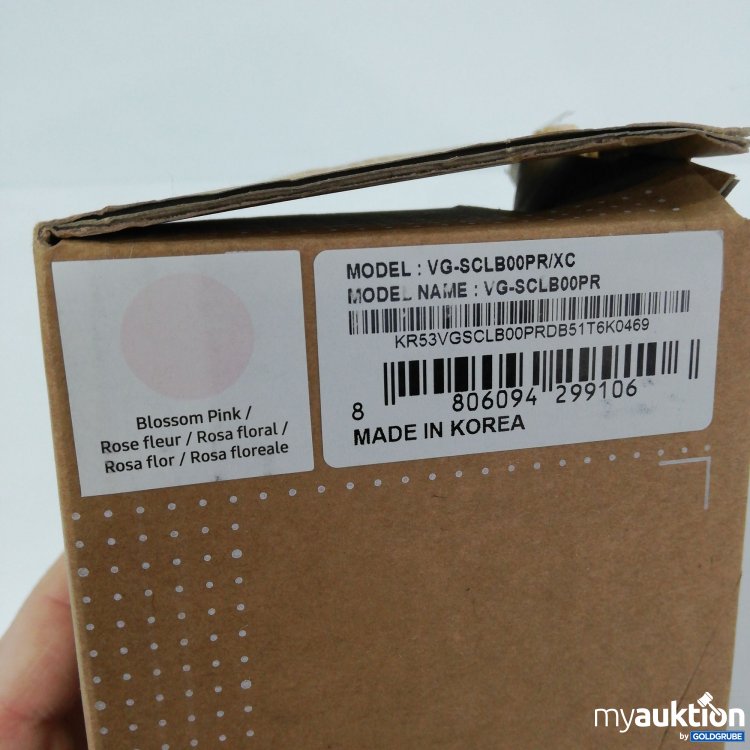 MODEL : VG-SCLB00PR/XC
MODEL NAME : VG-SCLB00PR
KR53VGSCLB00PRDB51T6K0469
8 806094 299106
MADE IN KOREA
Blossom Pink /
Rose fleur / Rosa floral /
Rosa flor / Rosa floreale
myauktion
by GOLDGRUBE